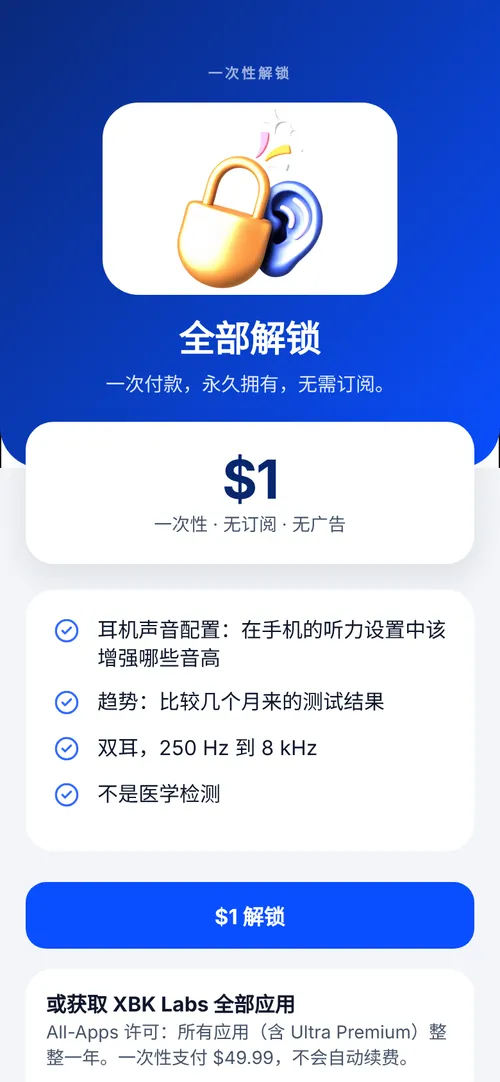 一次性解锁
全部解锁
一次付款，永久拥有，无需订阅。
$1
一次性 · 无订阅 · 无广告
耳机声音配置：在手机的听力设置中该
增强哪些音高
趋势：比较几个月来的测试结果
双耳，250 Hz 到 8 kHz
不是医学检测
$1 解锁
或获取 XBK Labs 全部应用
All-Apps 许可：所有应用（含 Ultra Premium）整
整一年。一次性支付 $49.99，不会自动续费。